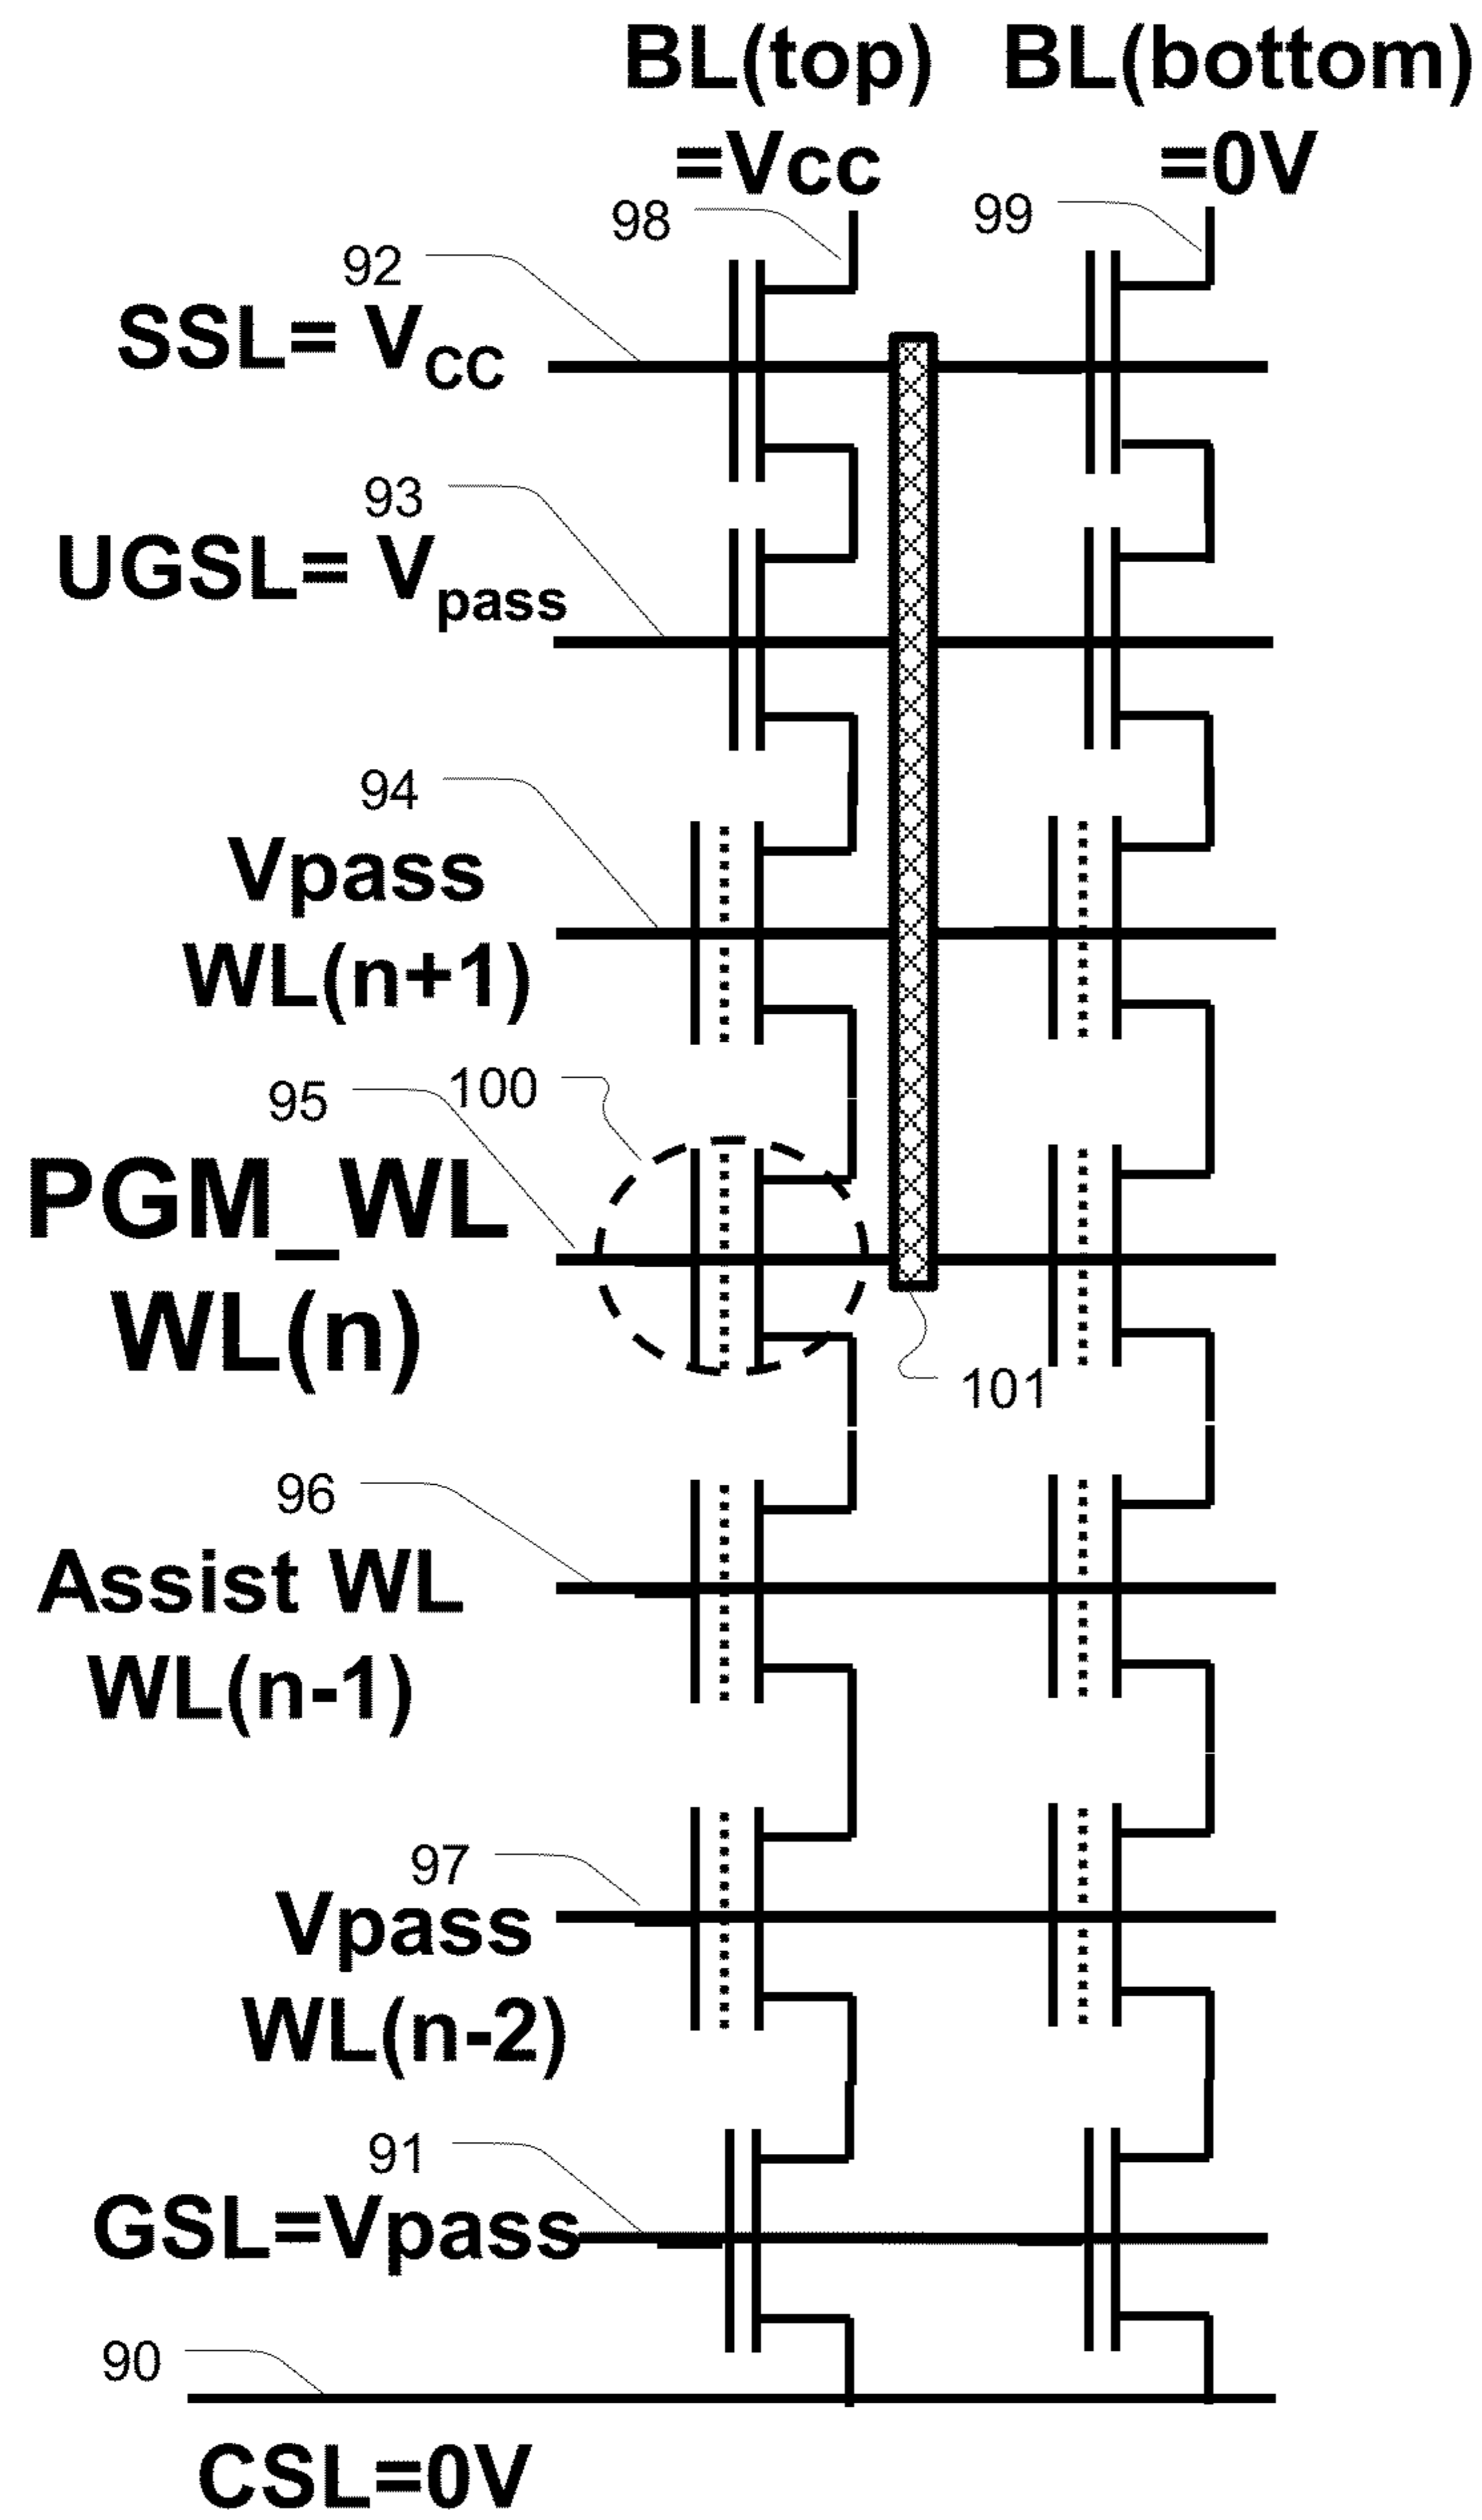 BL(top) BL(bottom)
=Vcc =0V
98 99
92
SSL= VCC
93
UGSL= Vpass
94
Vpass
WL(n+1)
95 100
PGM_WL
WL(n)
101
96
Assist WL
WL(n-1)
97
Vpass
WL(n-2)
91
GSL=Vpass
90
CSL=0V